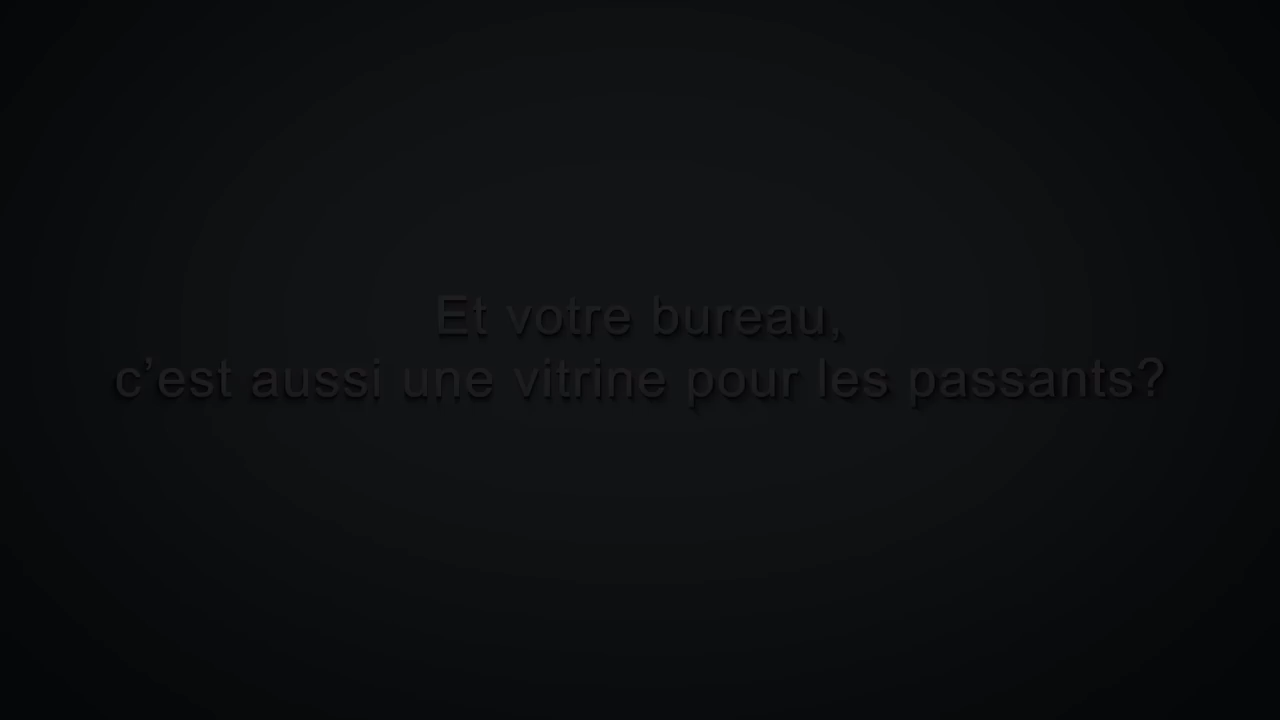 Et votre bureau,
c’est aussi une vitrine pour les passants?